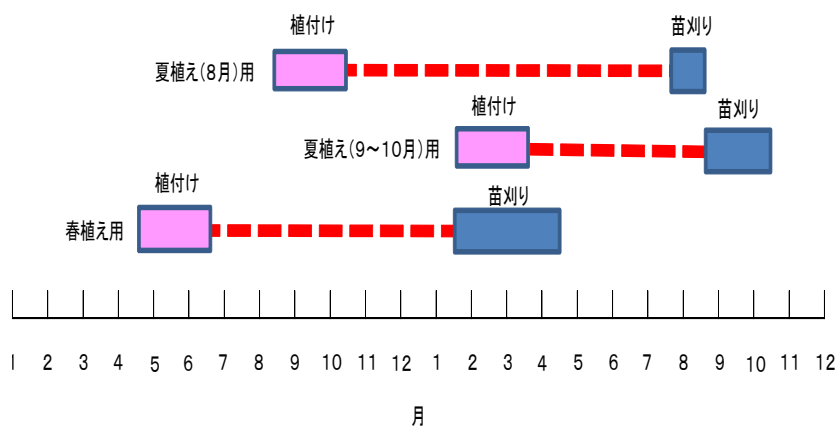 植付け
苗刈り
夏植え(8月)用
植付け
苗刈り
夏植え(9～10月)用
植付け
苗刈り
春植え用
1 2 3 4 5 6 7 8 9 10 11 12 1 2 3 4 5 6 7 8 9 10 11 12
月